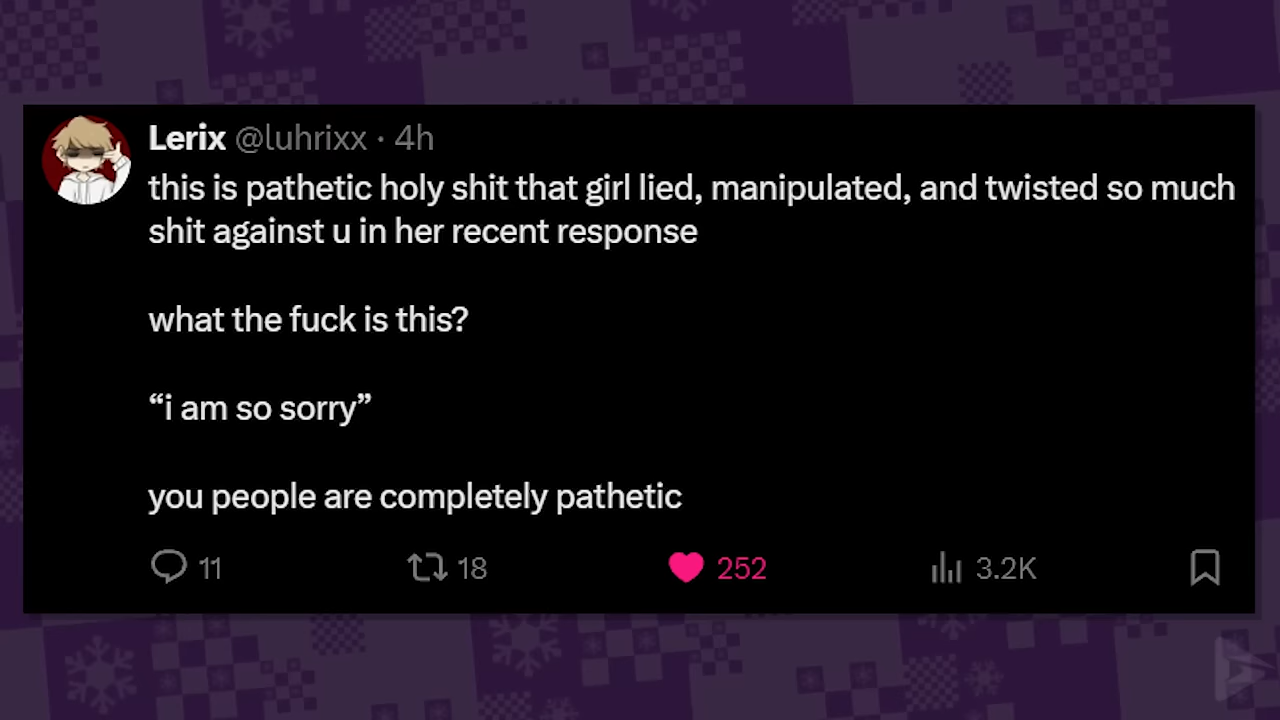 Lerix @luhrixx · 4h
this is pathetic holy shit that girl lied, manipulated, and twisted so much
shit against u in her recent response
what the fuck is this?
“i am so sorry”
you people are completely pathetic
11 18 252 3.2K